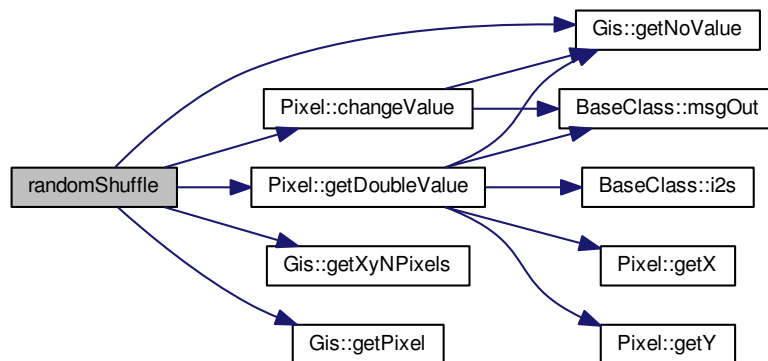 Gis::getNoValue
Pixel::changeValue
BaseClass::msgOut
randomShuffle
Pixel::getDoubleValue
BaseClass::i2s
Gis::getXyNPixels
Pixel::getX
Gis::getPixel
Pixel::getY